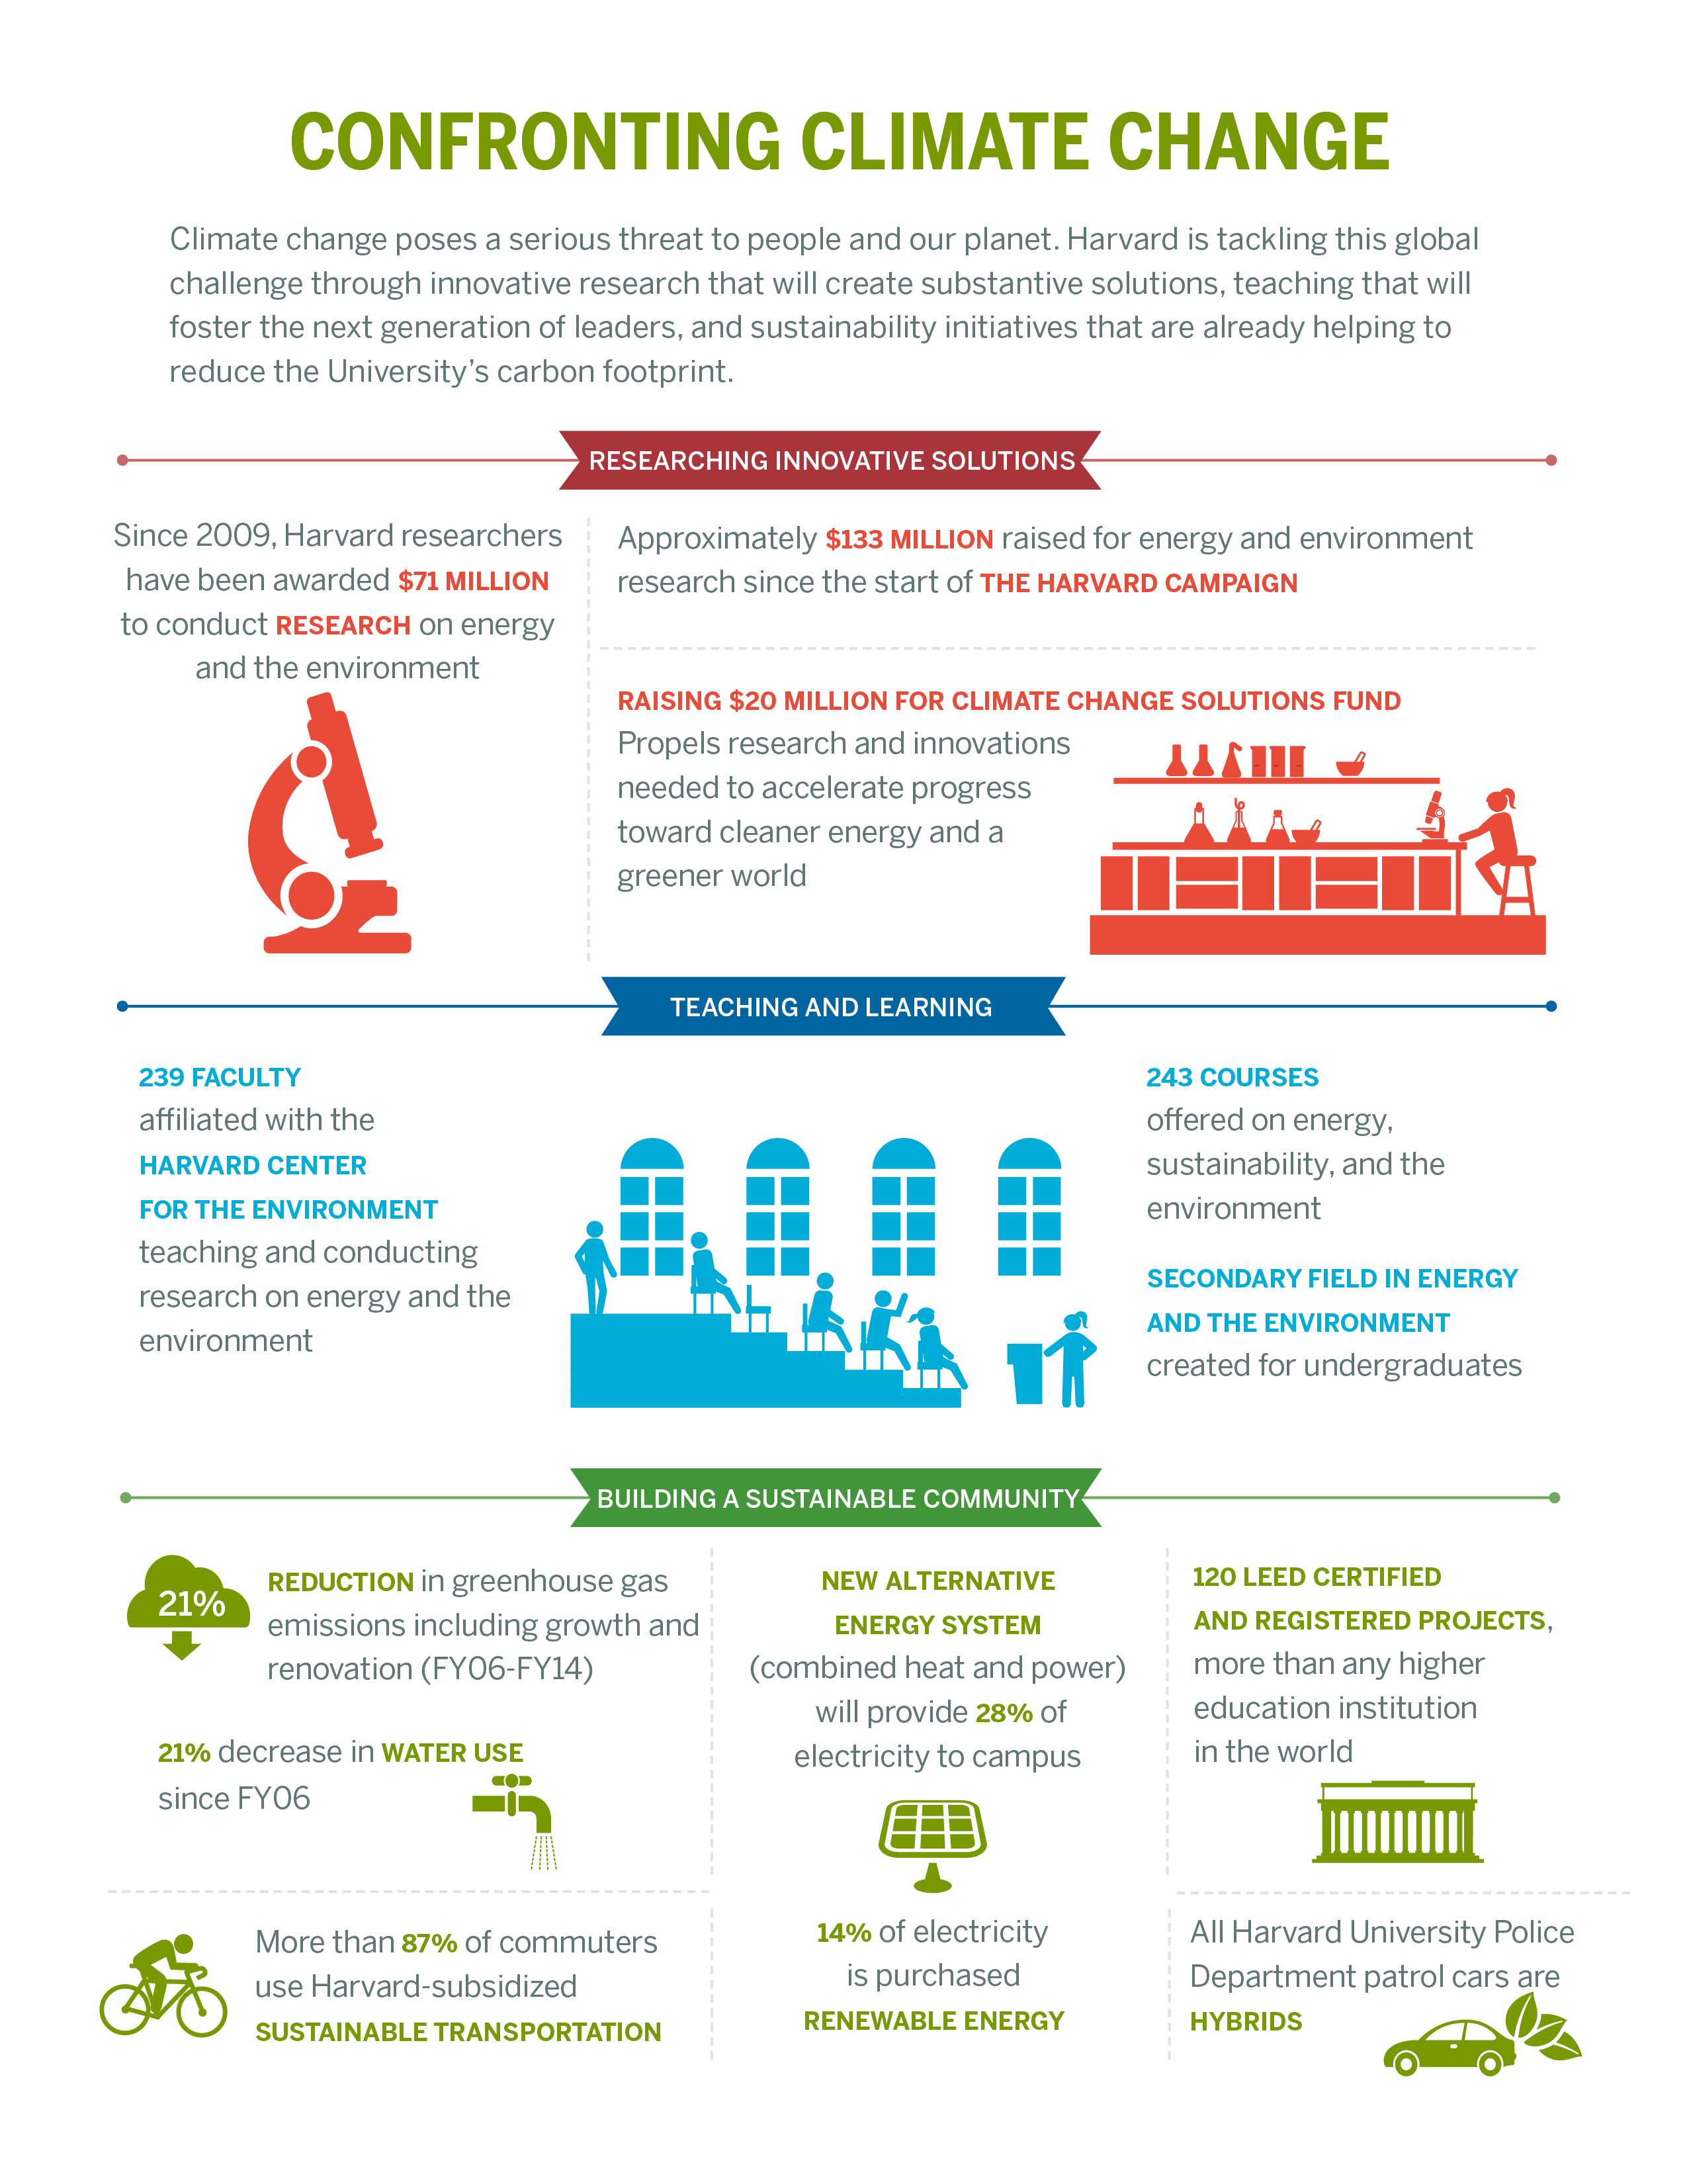 CONFRONTING CLIMATE CHANGE
Climate change poses a serious threat to people and our planet. Harvard is tackling this global
challenge through innovative research that will create substantive solutions, teaching that will
foster the next generation of leaders, and sustainability initiatives that are already helping to
reduce the University's carbon footprint.
RESEARCHING INNOVATIVE SOLUTIONS
Since 2009, Harvard researchers
have been awarded $71 MILLION
to conduct RESEARCH on energy
and the environment
Approximately $133 MILLION raised for energy and environment
research since the start of THE HARVARD CAMPAIGN
RAISING $20 MILLION FOR CLIMATE CHANGE SOLUTIONS FUND
Propels research and innovations
needed to accelerate progress
toward cleaner energy and a
greener world
TEACHING AND LEARNING
239 FACULTY
affiliated with the
HARVARD CENTER
FOR THE ENVIRONMENT
teaching and conducting
research on energy and the
environment
243 COURSES
offered on energy,
sustainability, and the
environment
SECONDARY FIELD IN ENERGY
AND THE ENVIRONMENT
created for undergraduates
BUILDING A SUSTAINABLE COMMUNITY
21%
REDUCTION in greenhouse gas
emissions including growth and
renovation (FY06-FY14)
21% decrease in WATER USE
since FY06
NEW ALTERNATIVE
ENERGY SYSTEM
(combined heat and power)
will provide 28% of
electricity to campus
120 LEED CERTIFIED
AND REGISTERED PROJECTS,
more than any higher
education institution
in the world
More than 87% of commuters
use Harvard-subsidized
SUSTAINABLE TRANSPORTATION
14% of electricity
is purchased
RENEWABLE ENERGY
All Harvard University Police
Department patrol cars are
HYBRIDS